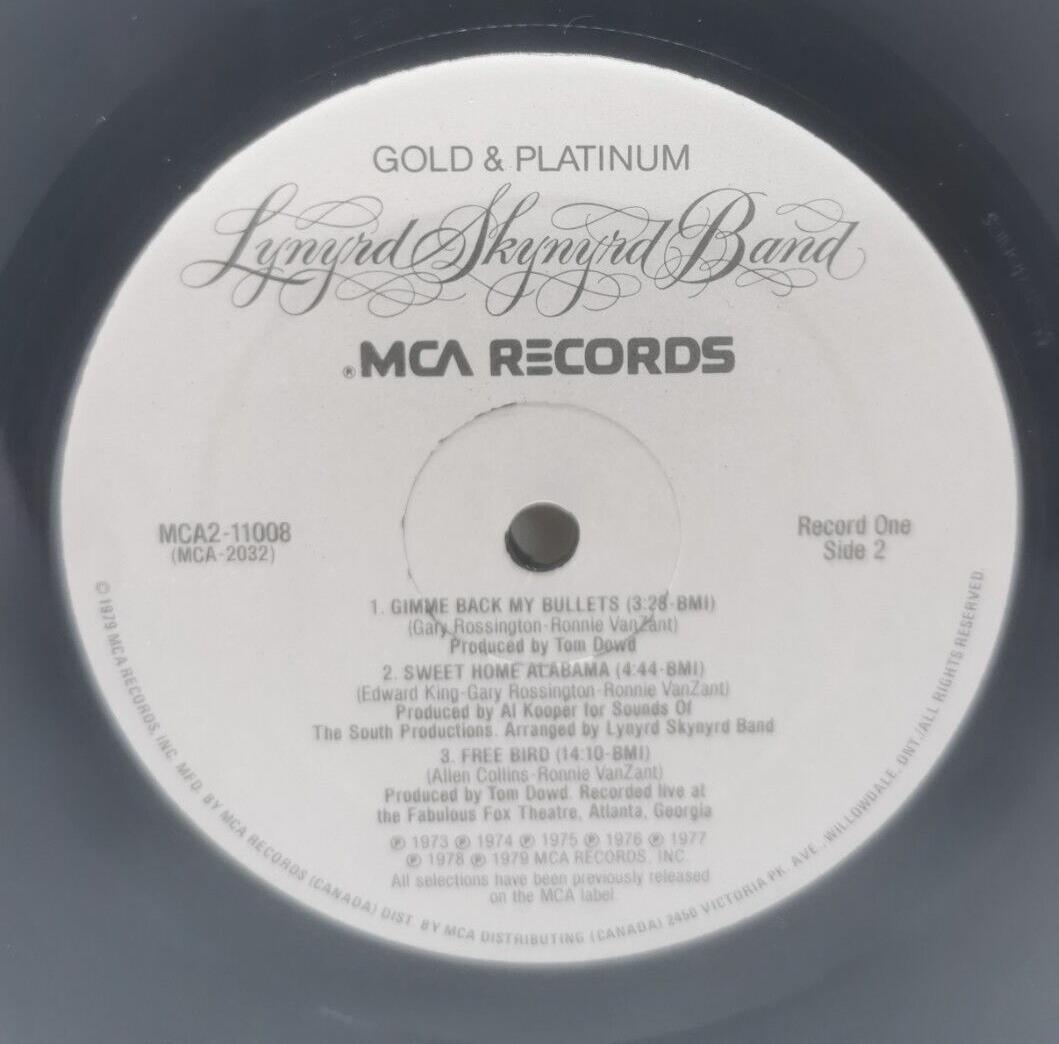 GOLD & PLATINUM
Lynyrd Skynyrd Band
®MCA RECORDS
MCA2-11008
(MCA-2032)
Record One
Side 2
1. GIMME BACK MY BULLETS (3:28-BMI)
(Gary Rossington-Ronnie VanZant)
Produced by Tom Dowd
2. SWEET HOME ALABAMA (4:44-BMI)
(Edward King-Gary Rossington-Ronnie VanZant)
Produced by Al Kooper for Sounds Of
The South Productions. Arranged by Lynyrd Skynyrd Band
3. FREE BIRD (14:10-BMI)
(Allen Collins-Ronnie VanZant)
Produced by Tom Dowd. Recorded live at
the Fabulous Fox Theatre, Atlanta, Georgia
℗ 1973 ℗ 1974 ℗ 1975 ℗ 1976 ℗ 1977
℗ 1978 ℗ 1979 MCA RECORDS, INC.
All selections have been previously released
on the MCA label.
© 1979 MCA RECORDS, INC. MFD. BY MCA RECORDS (CANADA) DIST. BY MCA DISTRIBUTING (CANADA) 2450 VICTORIA PK. AVE., WILLOWDALE, ONT./ALL RIGHTS RESERVED.